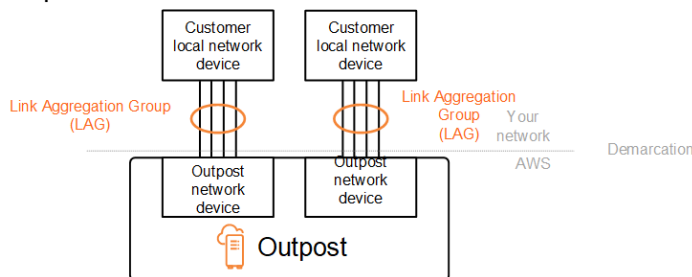 Customer
local network
device
Customer
local network
device
Link Aggregation Group
(LAG)
Link Aggregation
Group
(LAG)
Your
network
AWS
Demarcation
Outpost
network
device
Outpost
network
device
Outpost